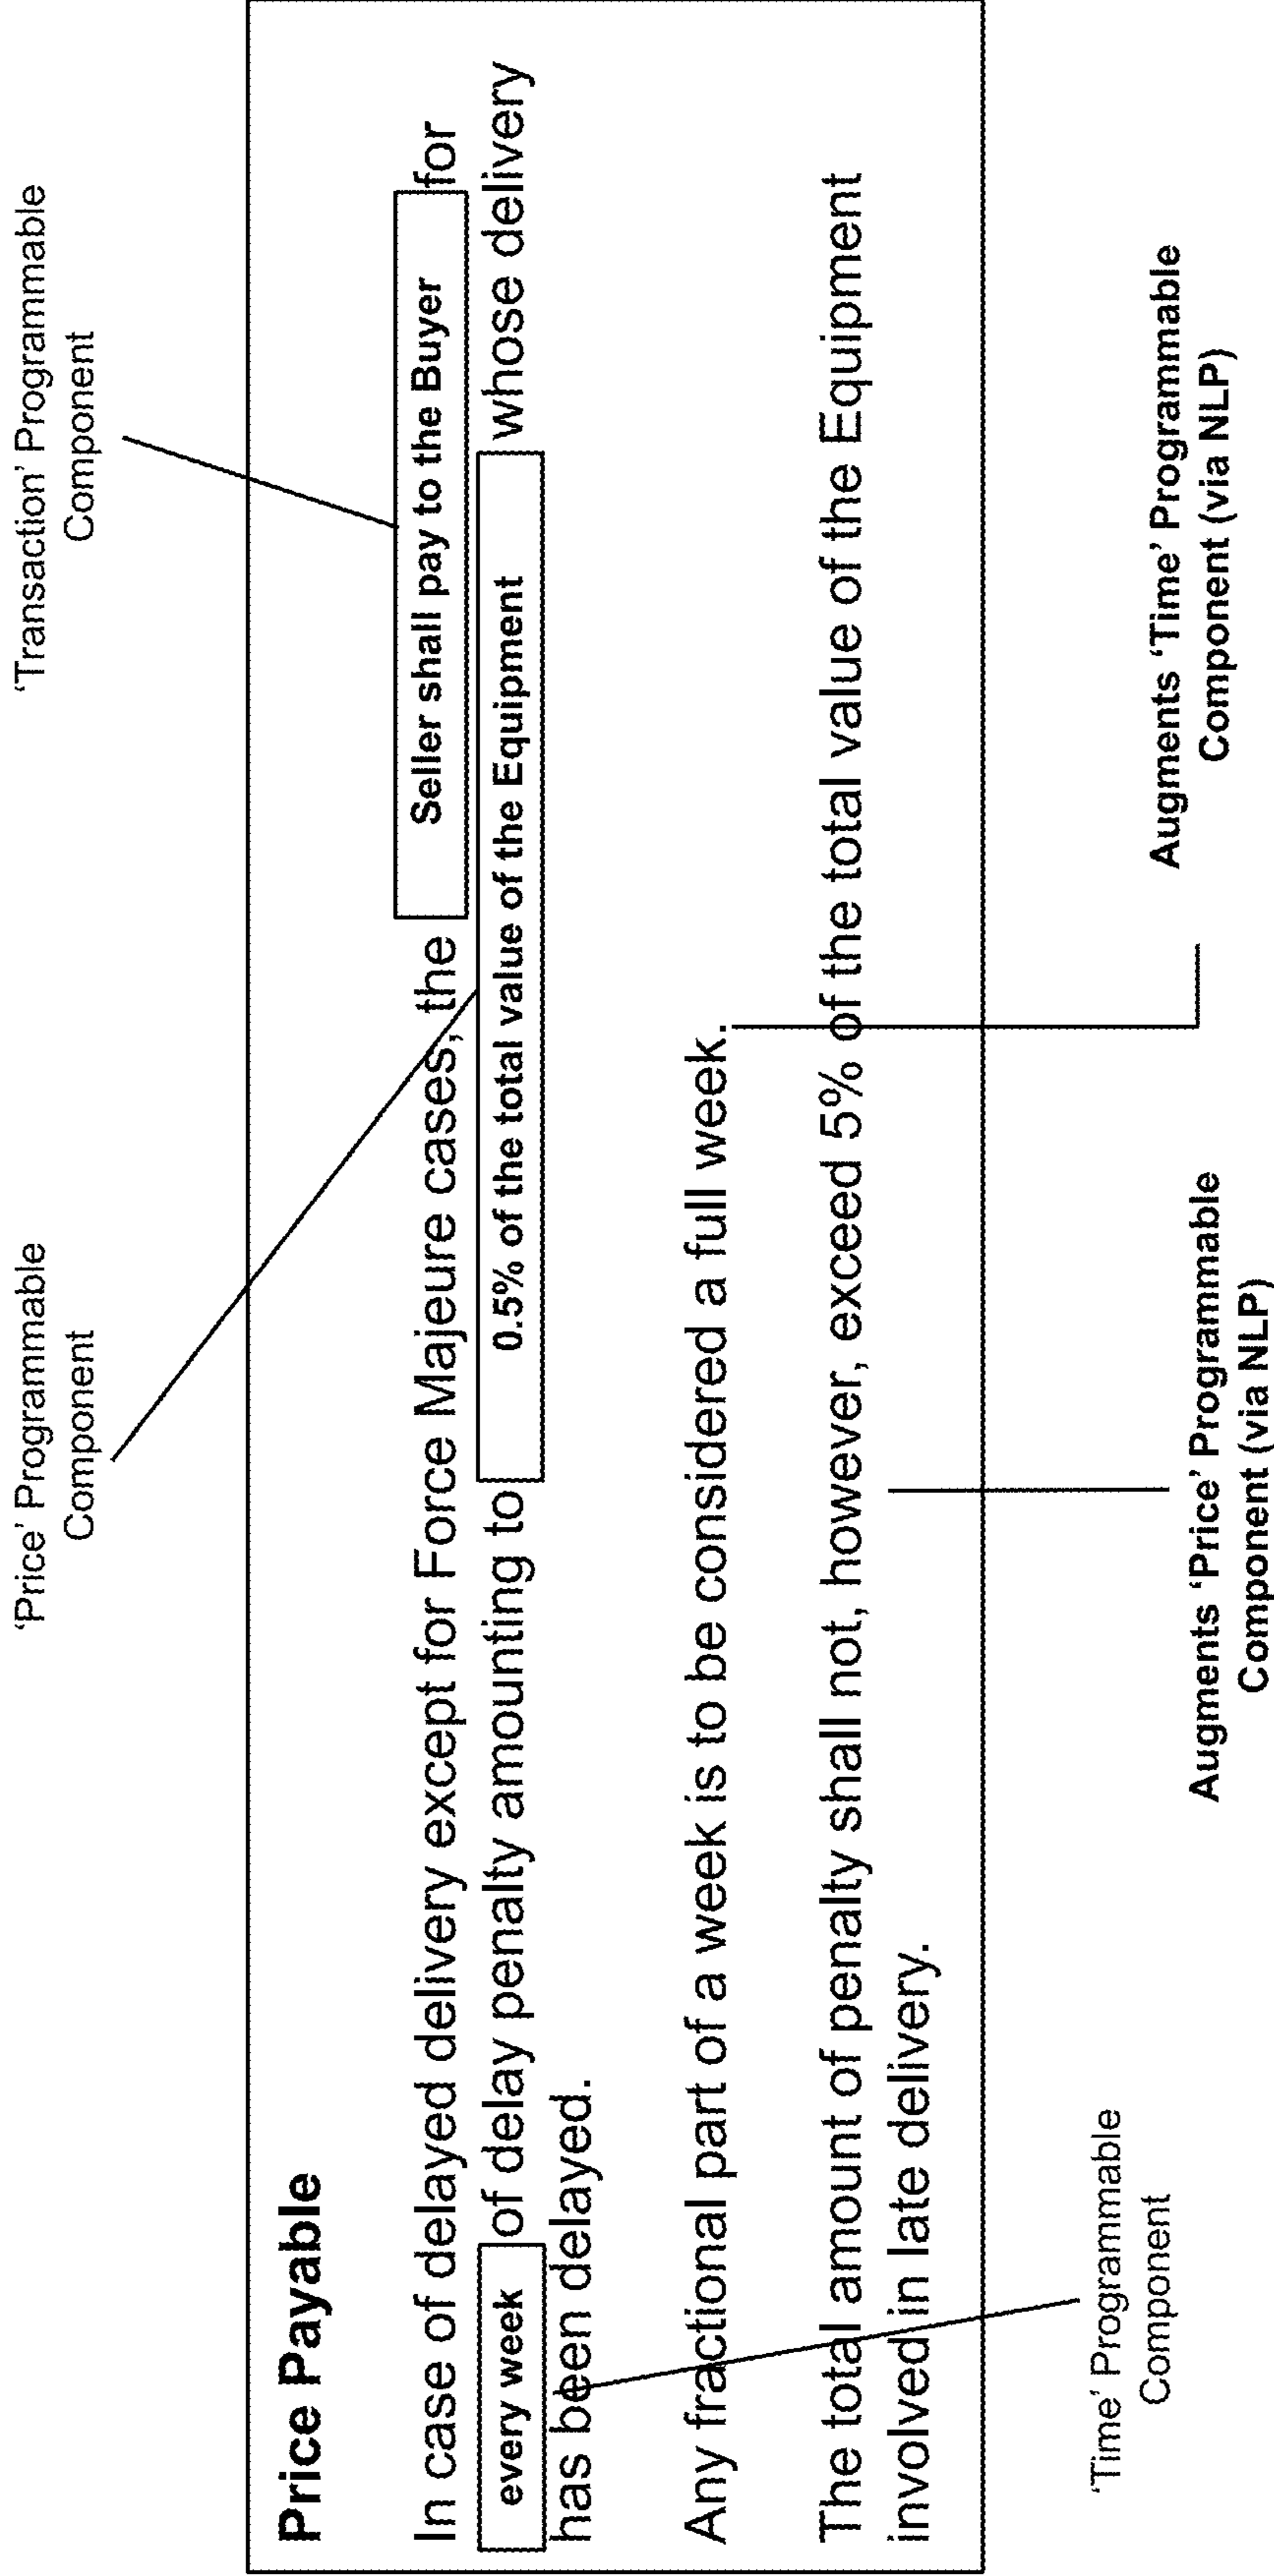 ‘Price’ Programmable
Component
‘Transaction’ Programmable
Component
Price Payable
In case of delayed delivery except for Force Majeure cases, the Seller shall pay to the Buyer for
every week of delay penalty amounting to 0.5% of the total value of the Equipment whose delivery
has been delayed.
Any fractional part of a week is to be considered a full week.
The total amount of penalty shall not, however, exceed 5% of the total value of the Equipment
involved in late delivery.
‘Time’ Programmable
Component
Augments ‘Price’ Programmable
Component (via NLP)
Augments ‘Time’ Programmable
Component (via NLP)